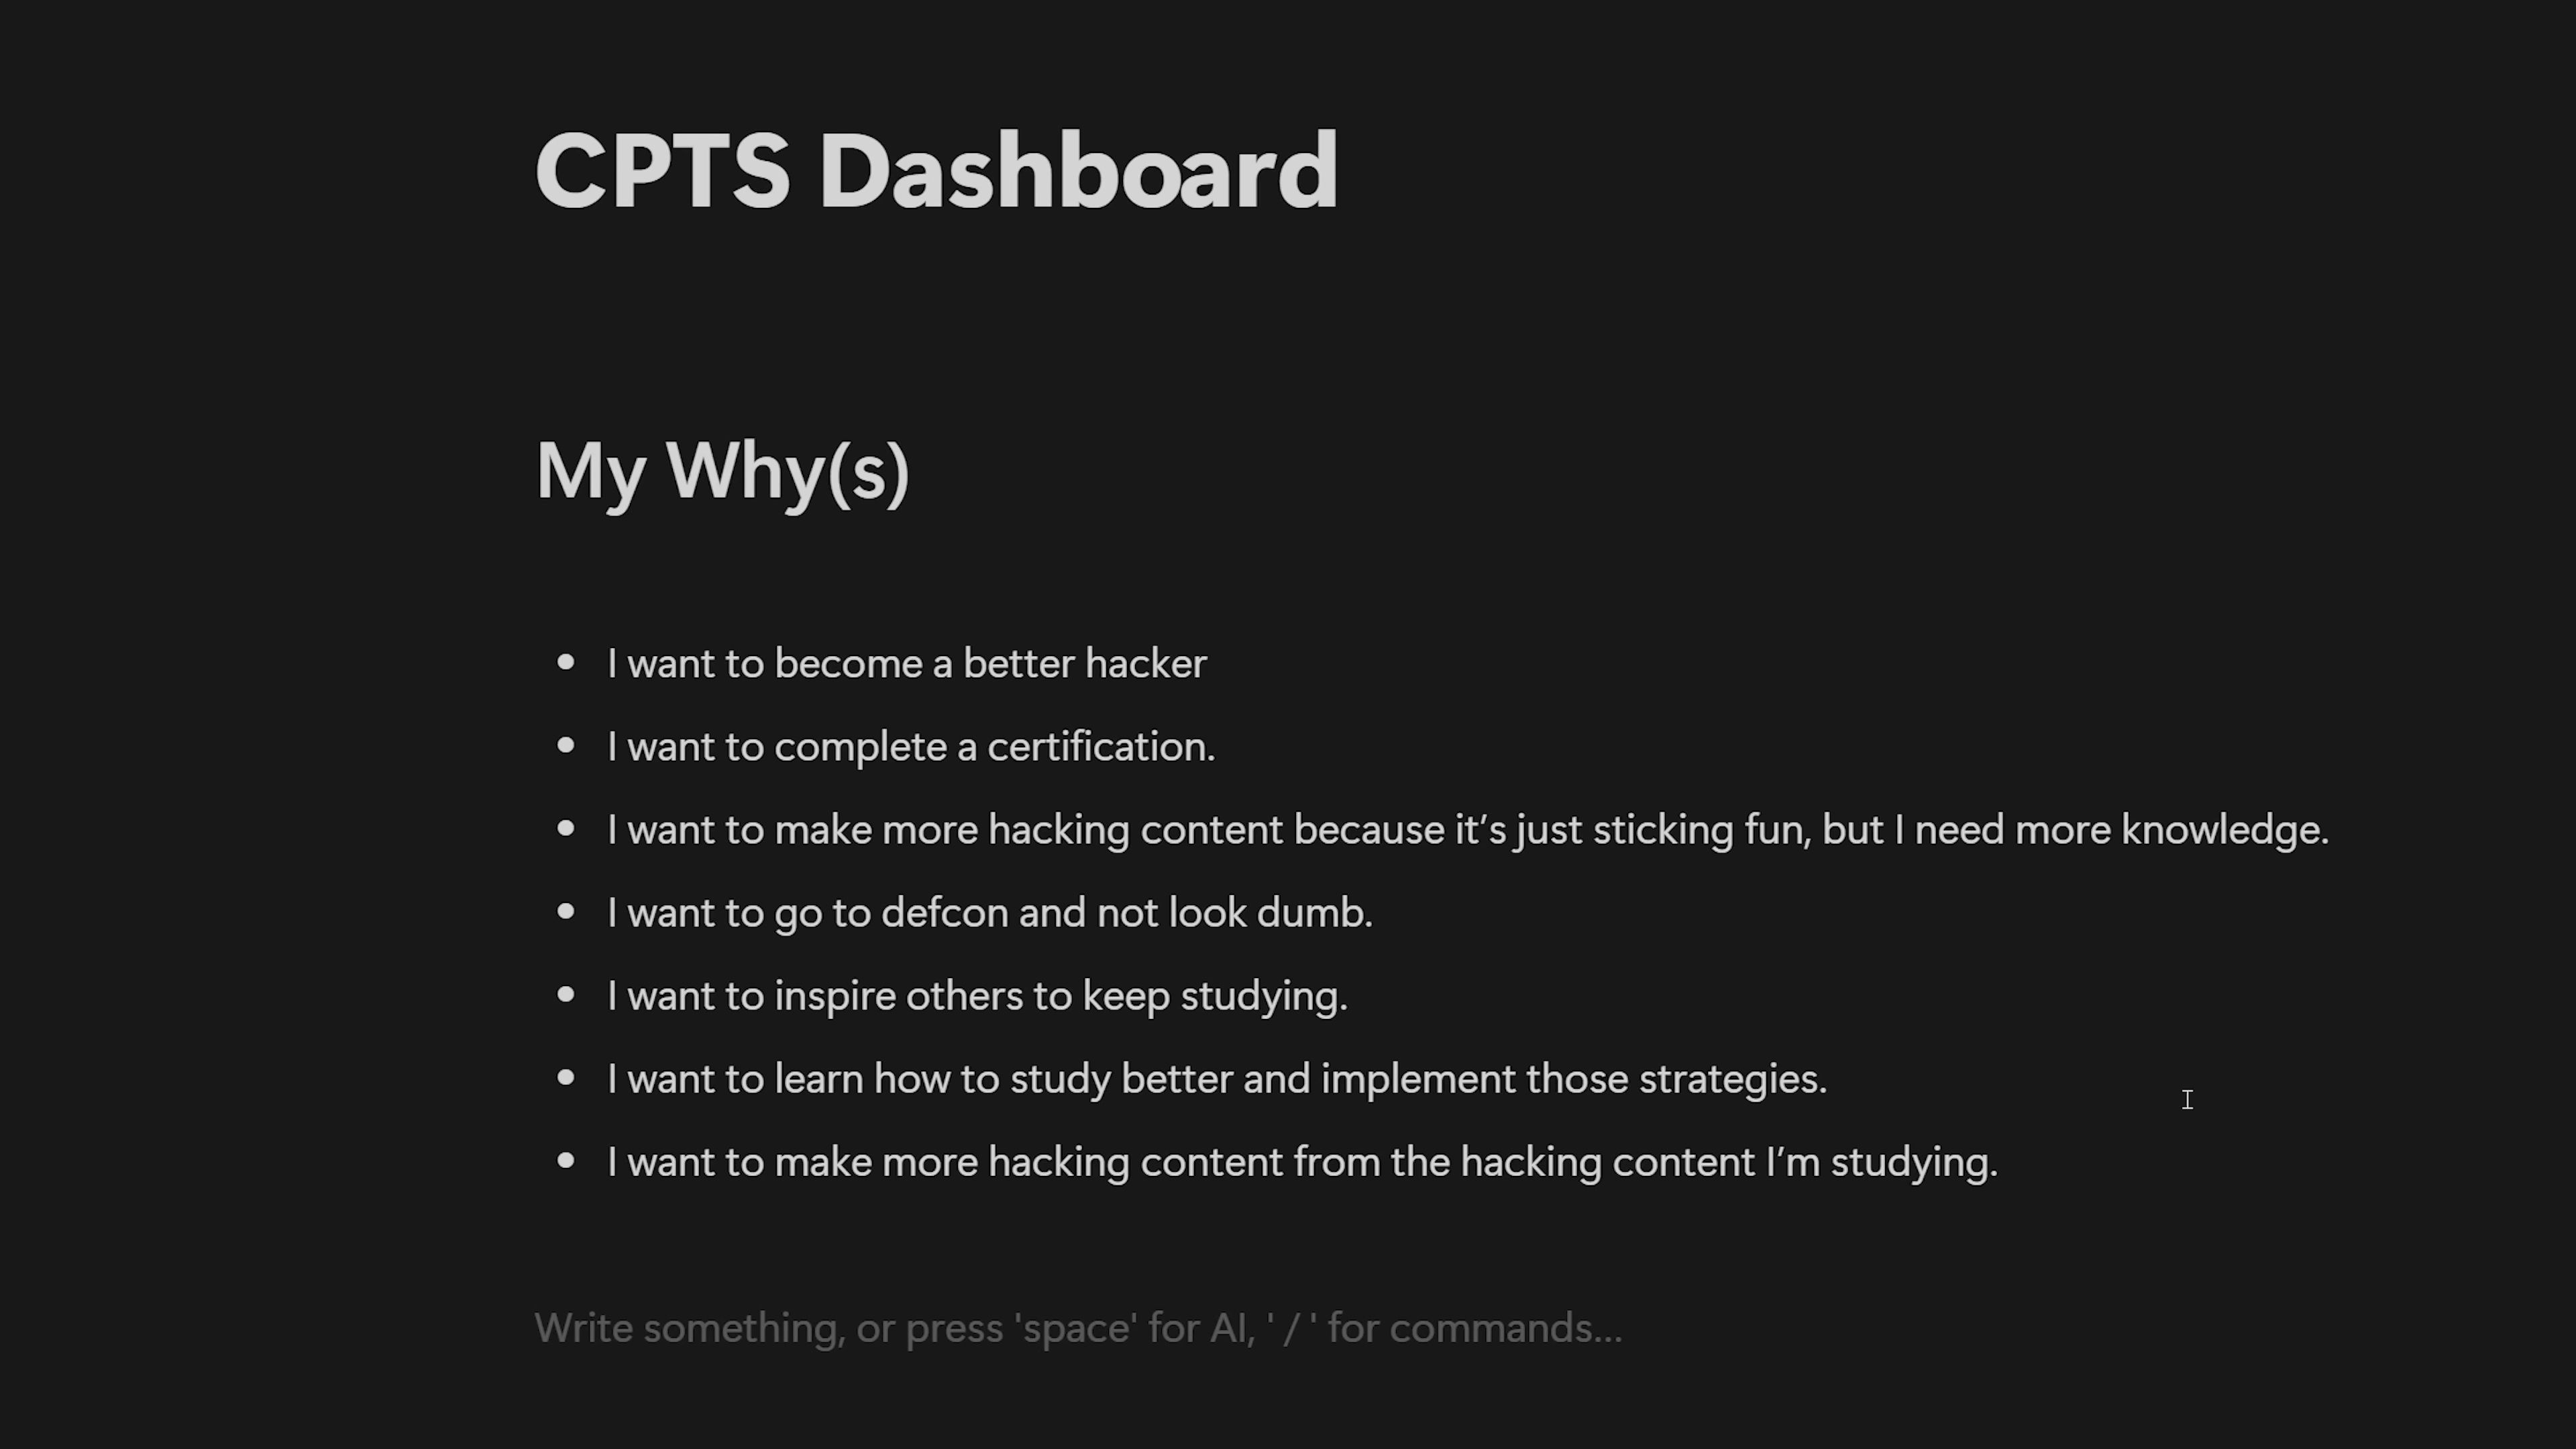 CPTS Dashboard
My Why(s)
• I want to become a better hacker
• I want to complete a certification.
• I want to make more hacking content because it’s just sticking fun, but I need more knowledge.
• I want to go to defcon and not look dumb.
• I want to inspire others to keep studying.
• I want to learn how to study better and implement those strategies.
• I want to make more hacking content from the hacking content I’m studying.
Write something, or press 'space' for AI, ' / ' for commands...